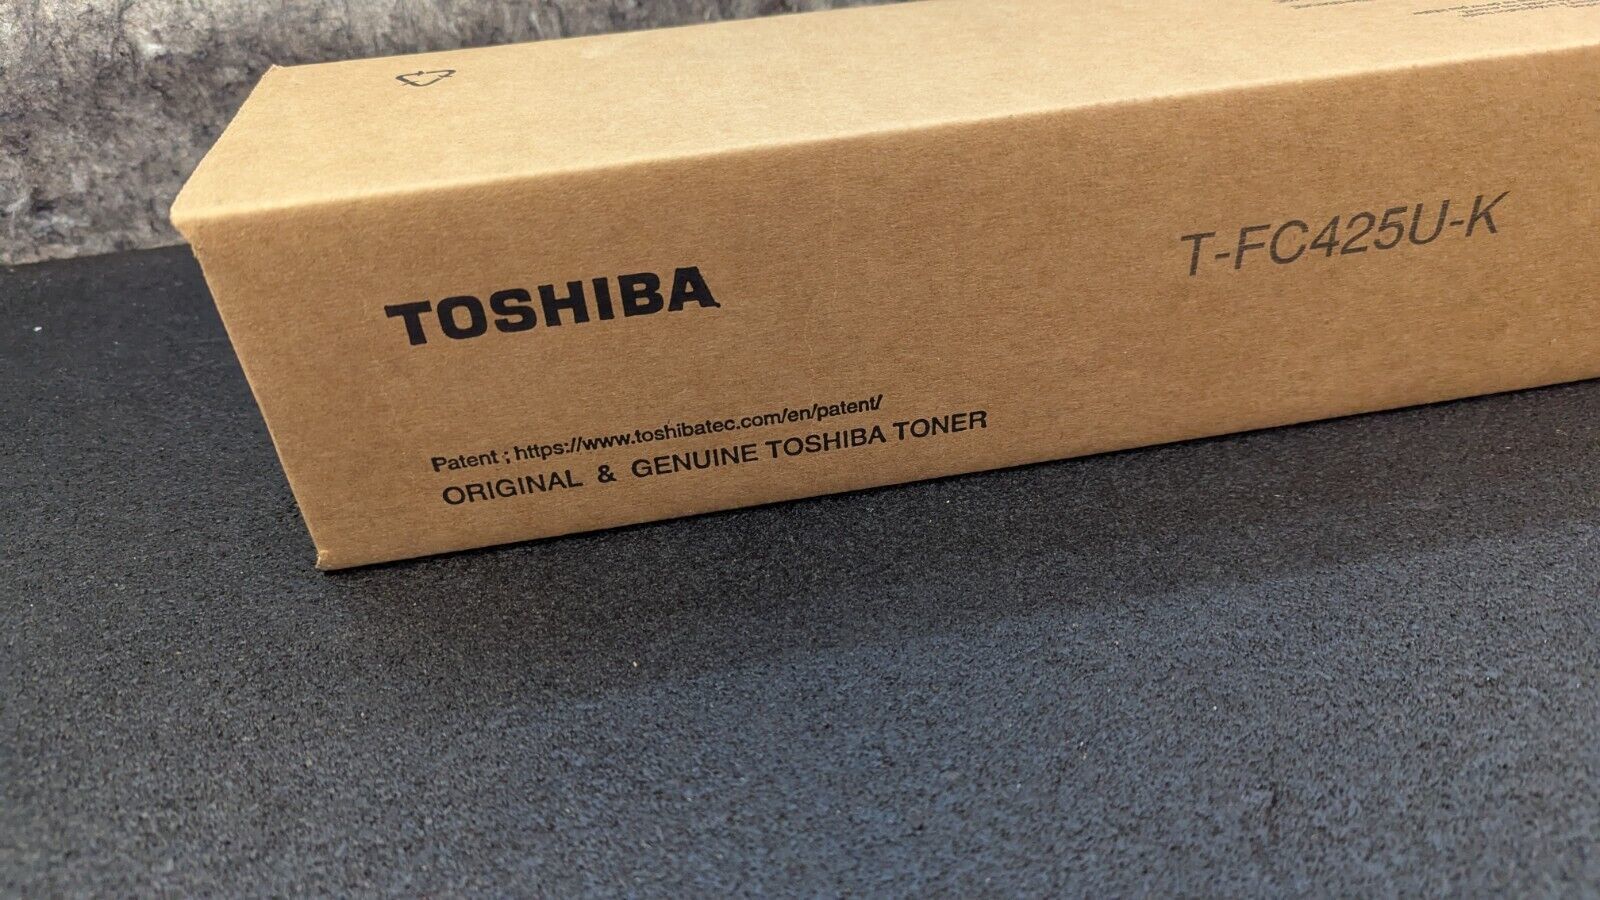 TOSHIBA
T-FC425U-K
Patent ; https://www.toshibatec.com/en/patent/
ORIGINAL & GENUINE TOSHIBA TONER